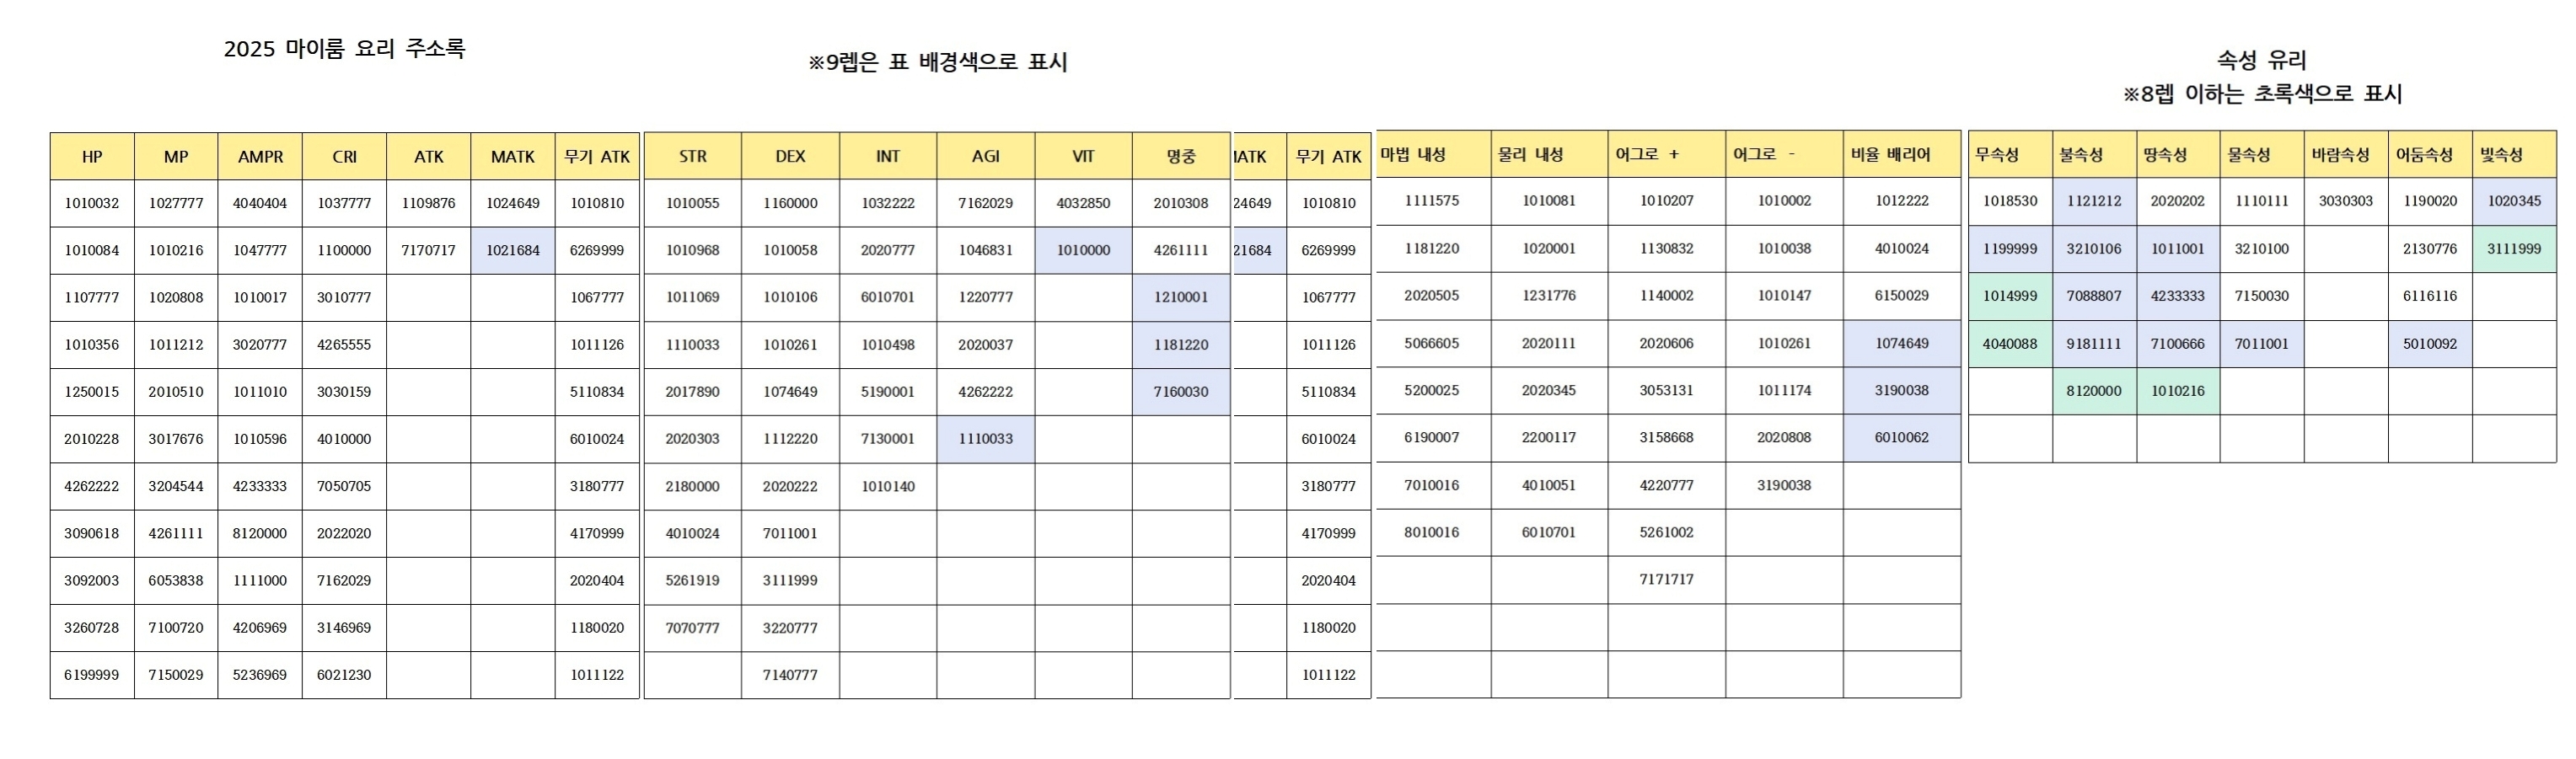 2025 마이룸 요리 주소록
※9렙은 표 배경색으로 표시
속성 유리
※8렙 이하는 초록색으로 표시
HP MP AMPR CRI ATK MATK 무기 ATK
1010032 1027777 4040404 1037777 1109876 1024649 1010810
1010084 1010216 1047777 1100000 7170717 1021684 6269999
1107777 1020808 1010017 3010777 1067777
1010356 1011212 3020777 4265555 1011126
1250015 2010510 1011010 3030159 5110834
2010228 3017676 1010596 4010000 6010024
4262222 3204544 4233333 7050705 3180777
3090618 4261111 8120000 2022020 4170999
3092003 6053838 1111000 7162029 2020404
3260728 7100720 4206969 3146969 1180020
6199999 7150029 5236969 6021230 1011122
STR DEX INT AGI VIT 명중
1010055 1160000 1032222 7162029 4032850 2010308
1010968 1010058 2020777 1046831 1010000 4261111
1011069 1010106 6010701 1220777 1210001
1110033 1010261 1010498 2020037 1181220
2017890 1074649 5190001 4262222 7160030
2020303 1112220 7130001 1110033
2180000 2020222 1010140
4010024 7011001
5261919 3111999
7070777 3220777
7140777
ATK 무기 ATK
24649 1010810
21684 6269999
1067777
1011126
5110834
6010024
3180777
4170999
2020404
1180020
1011122
마법 내성 물리 내성 어그로 + 어그로 - 비율 배리어
1111575 1010081 1010207 1010002 1012222
1181220 1020001 1130832 1010038 4010024
2020505 1231776 1140002 1010147 6150029
5066605 2020111 2020606 1010261 1074649
5200025 2020345 3053131 1011174 3190038
6190007 2200117 3158668 2020808 6010062
7010016 4010051 4220777 3190038
8010016 6010701 5261002
7171717
무속성 불속성 땅속성 물속성 바람속성 어둠속성 빛속성
1018530 1121212 2020202 1110111 3030303 1190020 1020345
1199999 3210106 1011001 3210100 2130776 3111999
1014999 7088807 4233333 7150030 6116116
4040088 9181111 7100666 7011001 5010092
8120000 1010216